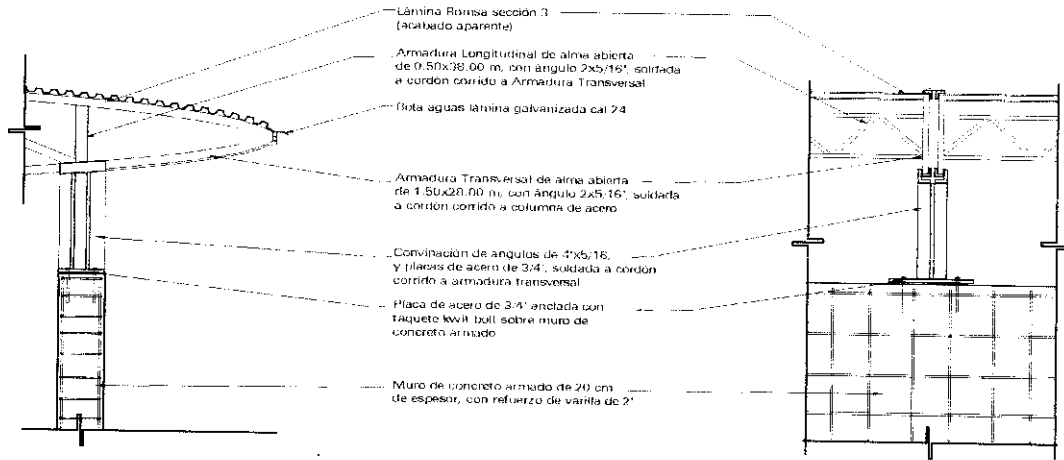 Lámina Romsa sección 3
(acabado aparente)
Armadura Longitudinal de alma abierta
de 0.50x38.00 m, con ángulo 2x5/16", soldada
a cordón corrido a Armadura Transversal
Bota aguas lámina galvanizada cal 24
Armadura Transversal de alma abierta
de 1.50x28.00 m, con ángulo 2x5/16", soldada
a cordón corrido a columna de acero
Convinación de angulos de 4"x5/16,
y placas de acero de 3/4", soldada a cordón
corrido a armadura transversal
Placa de acero de 3/4" anclada con
taquete kwit bolt sobre muro de
concreto armado
Muro de concreto armado de 20 cm
de espesor, con refuerzo de varilla de 2"